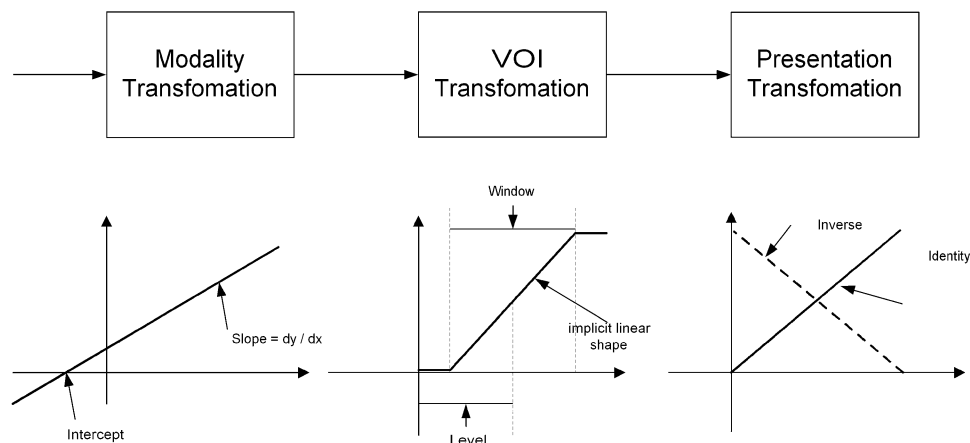 Modality
Transfomation
VOI
Transfomation
Presentation
Transfomation
Window
Inverse
Identity
Slope = dy / dx
implicit linear
shape
Intercept
Level